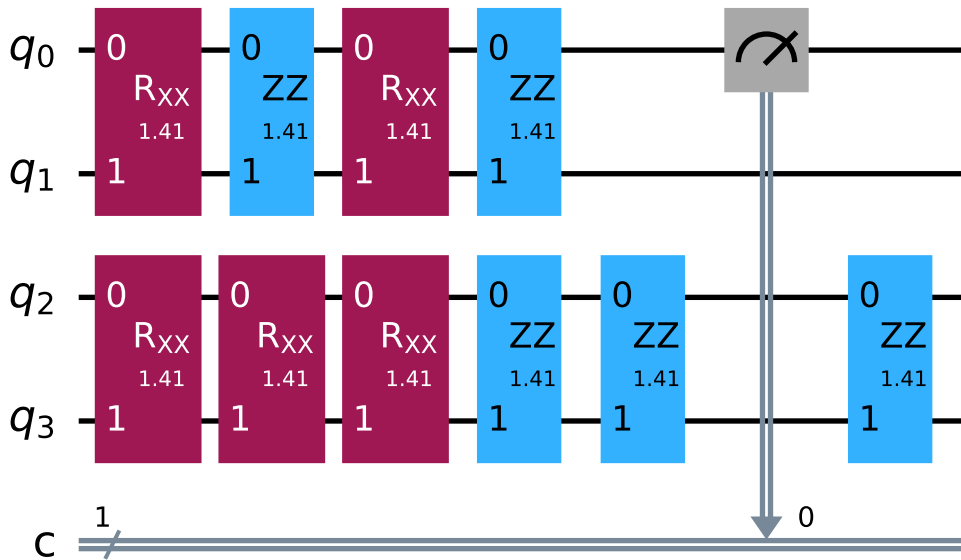 q0 0 0 0 0
RXX ZZ RXX ZZ
1.41 1.41 1.41 1.41
q1 1 1 1 1
q2 0 0 0 0 0 0
RXX RXX RXX ZZ ZZ ZZ
1.41 1.41 1.41 1.41 1.41 1.41
q3 1 1 1 1 1 1
1 0
c